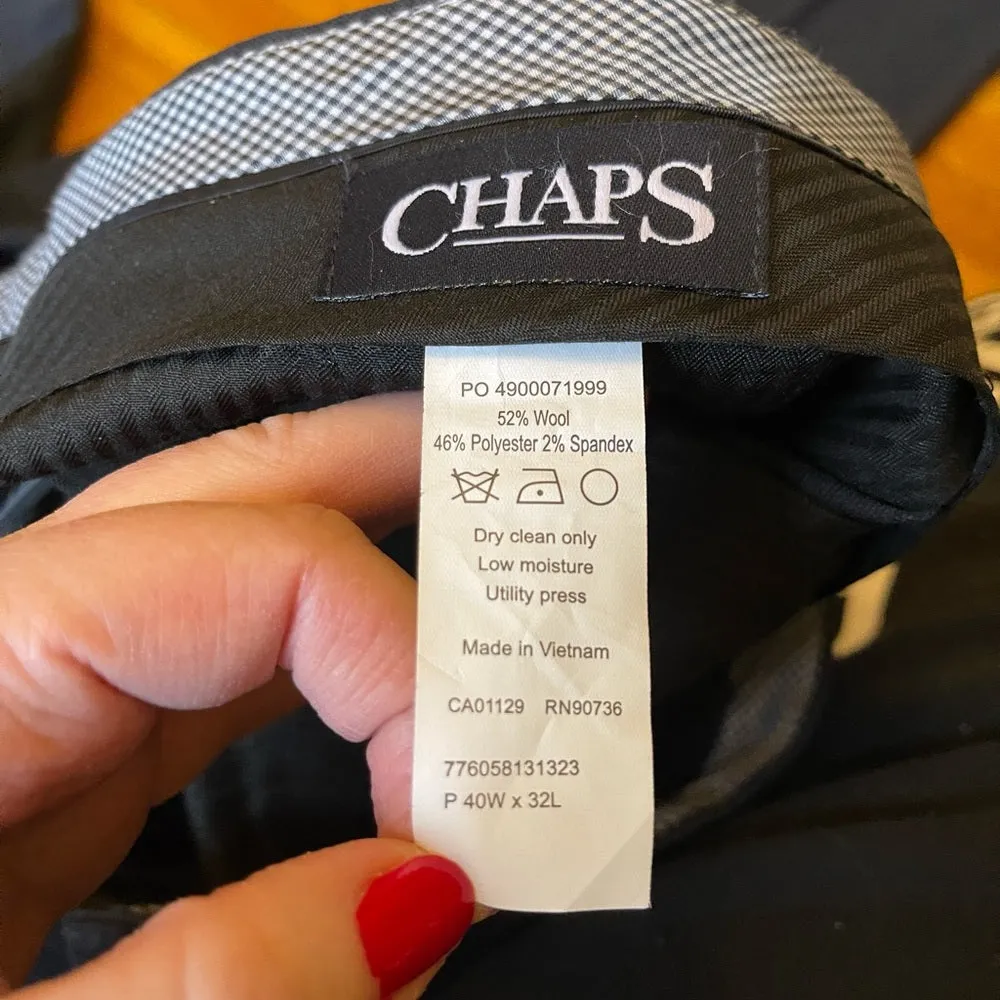 CHAPS
PO 4900071999
52% Wool
46% Polyester 2% Spandex
Dry clean only
Low moisture
Utility press
Made in Vietnam
CA01129 RN90736
776058131323
P 40W x 32L